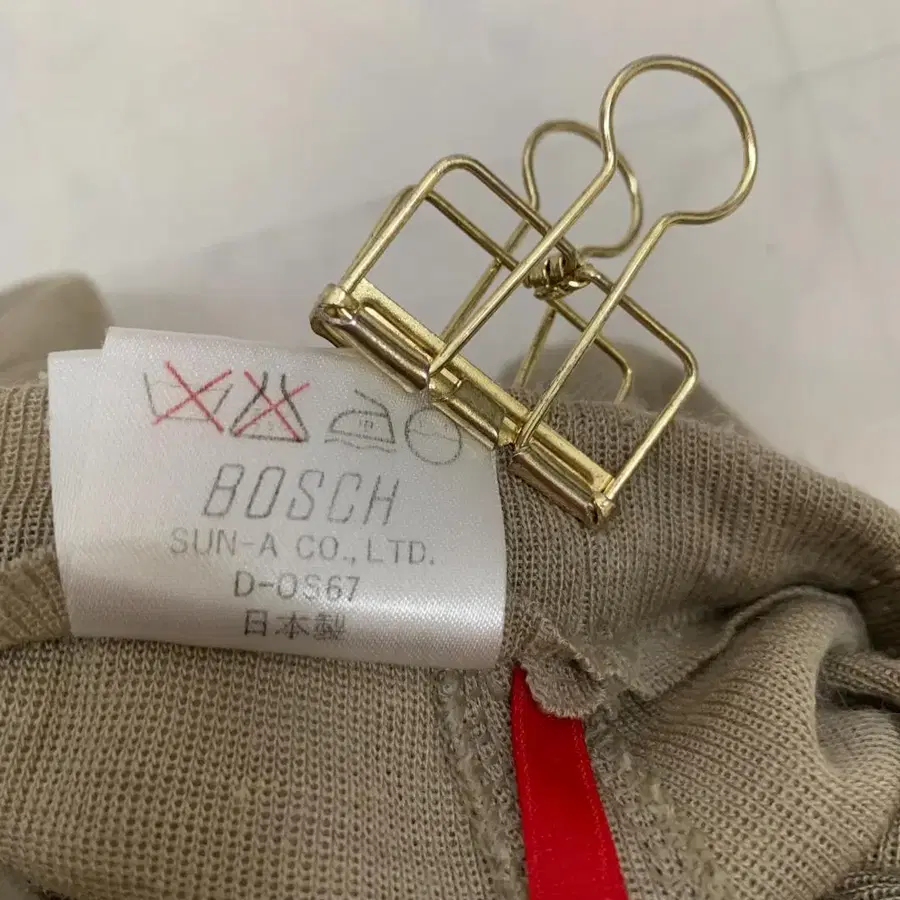 BOSCH
SUN-A CO., LTD.
D-OS67
日本製